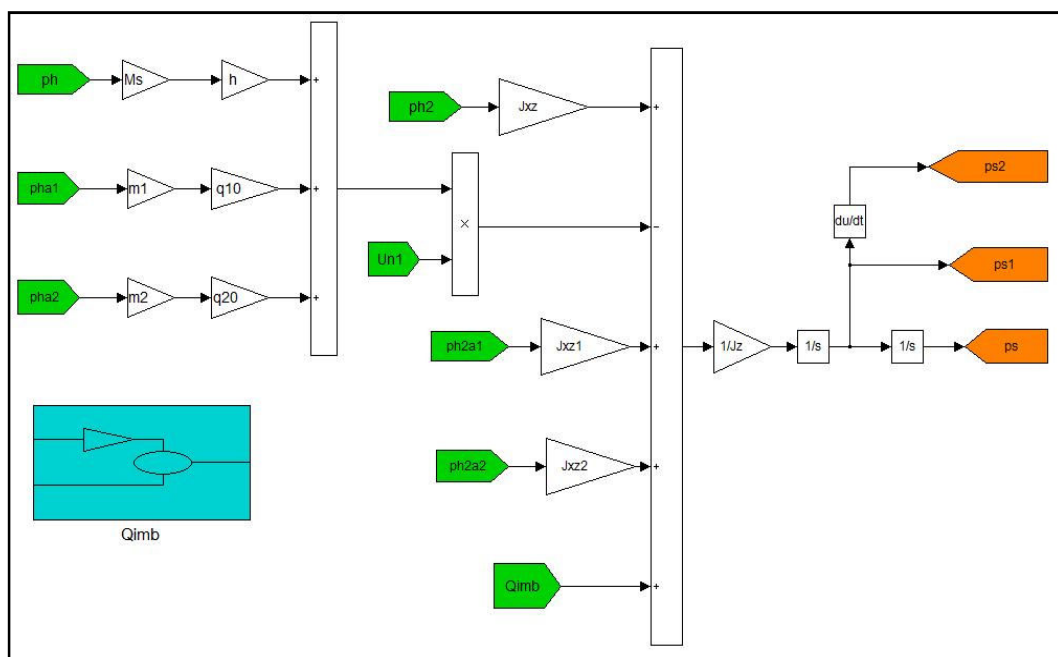 ph
Ms
h
+
ph2
Jxz
+
ps2
pha1
m1
q10
+
×
−
du/dt
Un1
ps1
pha2
m2
q20
+
ph2a1
Jxz1
+
1/Jz
1/s
1/s
ps
ph2a2
Jxz2
+
Qimb
Qimb
+